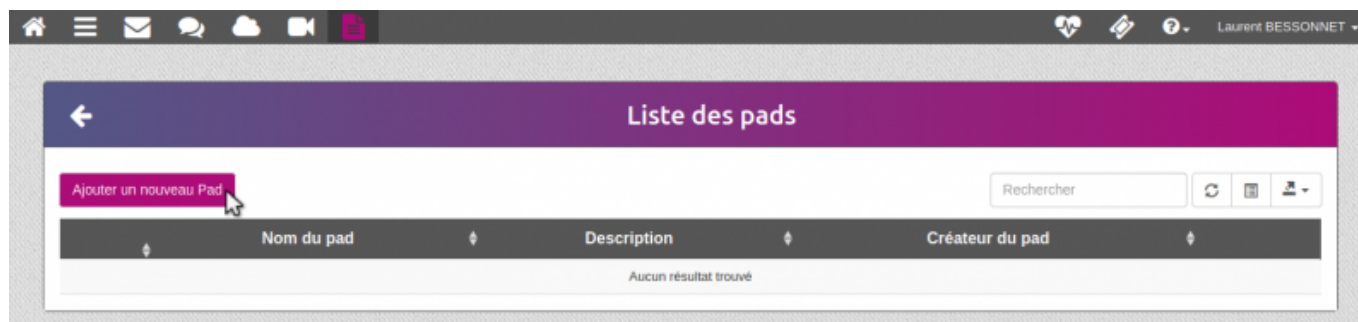 Laurent BESSONNET
Liste des pads
Ajouter un nouveau Pad
Rechercher
Nom du pad Description Créateur du pad
Aucun résultat trouvé